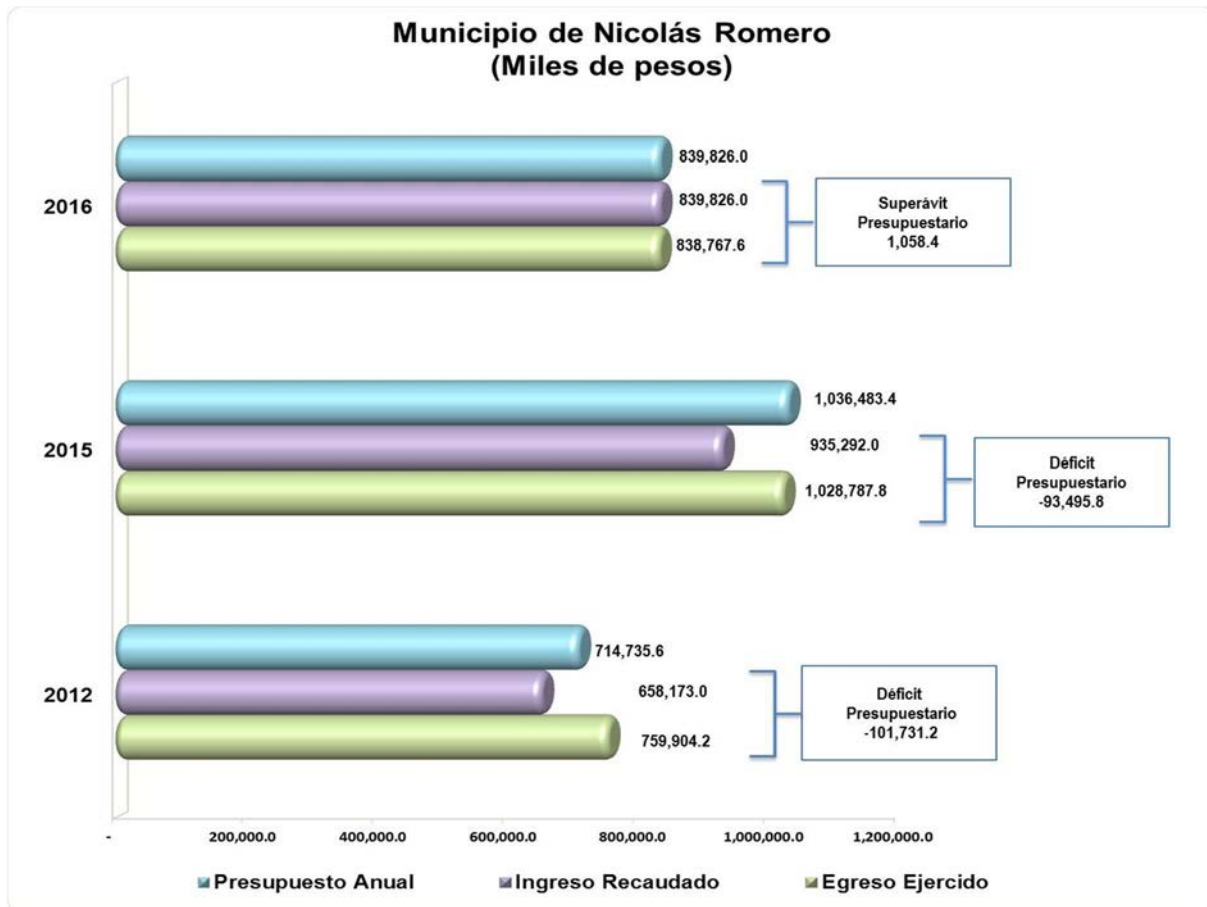 Municipio de Nicolás Romero
(Miles de pesos)
2016
839,826.0
839,826.0
838,767.6
Superávit
Presupuestario
1,058.4
2015
1,036,483.4
935,292.0
1,028,787.8
Déficit
Presupuestario
-93,495.8
2012
714,735.6
658,173.0
759,904.2
Déficit
Presupuestario
-101,731.2
- 200,000.0 400,000.0 600,000.0 800,000.0 1,000,000.0 1,200,000.0
Presupuesto Anual Ingreso Recaudado Egreso Ejercido